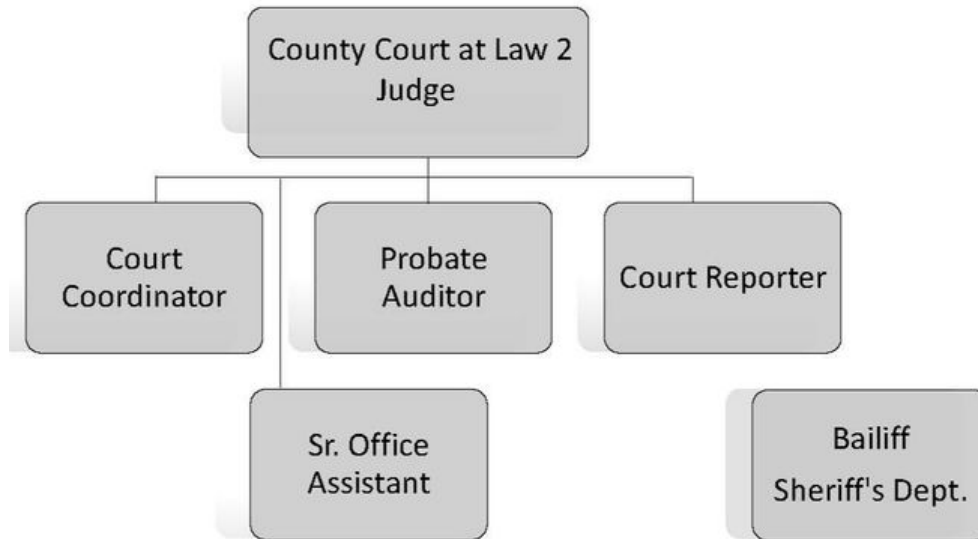 County Court at Law 2
Judge
Court
Coordinator
Probate
Auditor
Court Reporter
Sr. Office
Assistant
Bailiff
Sheriff's Dept.